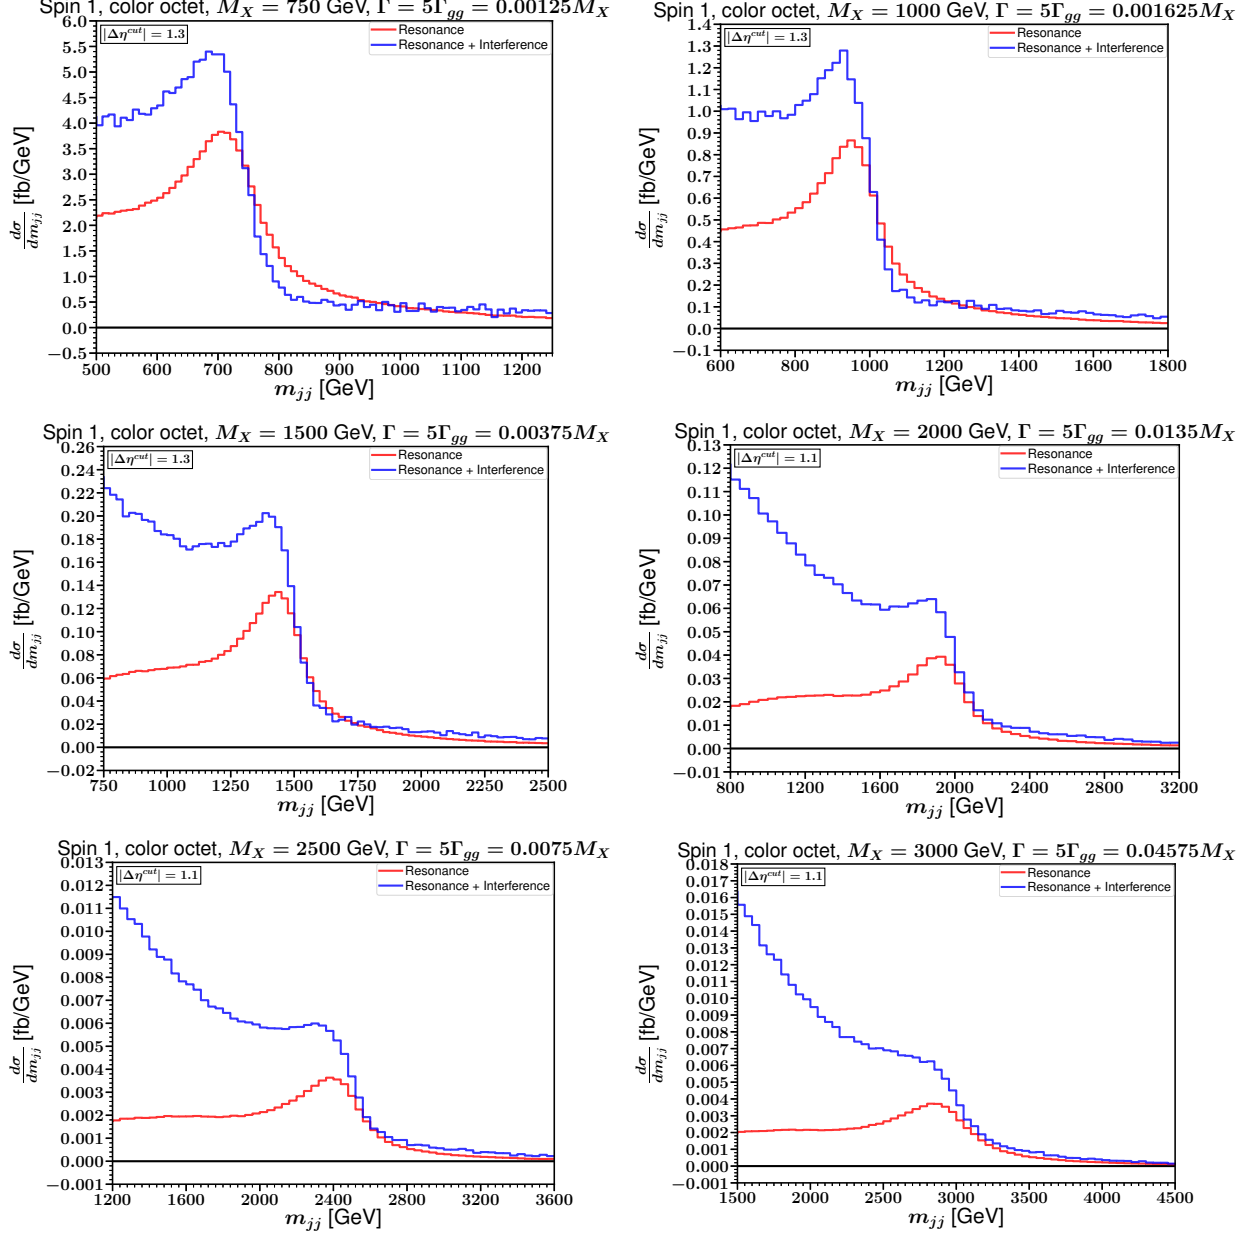 Spin 1, color octet, M_X = 750 GeV, Γ = 5Γ_gg = 0.00125M_X
|Δη^cut| = 1.3
Resonance
Resonance + Interference
6.0
5.5
5.0
4.5
4.0
3.5
3.0
2.5
2.0
1.5
1.0
0.5
0.0
−0.5
dσ/dm_jj [fb/GeV]
500 600 700 800 900 1000 1100 1200
m_jj [GeV]
Spin 1, color octet, M_X = 1000 GeV, Γ = 5Γ_gg = 0.001625M_X
|Δη^cut| = 1.3
Resonance
Resonance + Interference
1.4
1.3
1.2
1.1
1.0
0.9
0.8
0.7
0.6
0.5
0.4
0.3
0.2
0.1
0.0
−0.1
dσ/dm_jj [fb/GeV]
600 800 1000 1200 1400 1600 1800
m_jj [GeV]
Spin 1, color octet, M_X = 1500 GeV, Γ = 5Γ_gg = 0.00375M_X
|Δη^cut| = 1.3
Resonance
Resonance + Interference
0.26
0.24
0.22
0.20
0.18
0.16
0.14
0.12
0.10
0.08
0.06
0.04
0.02
0.00
−0.02
dσ/dm_jj [fb/GeV]
750 1000 1250 1500 1750 2000 2250 2500
m_jj [GeV]
Spin 1, color octet, M_X = 2000 GeV, Γ = 5Γ_gg = 0.0135M_X
|Δη^cut| = 1.1
Resonance
Resonance + Interference
0.13
0.12
0.11
0.10
0.09
0.08
0.07
0.06
0.05
0.04
0.03
0.02
0.01
0.00
−0.01
dσ/dm_jj [fb/GeV]
800 1200 1600 2000 2400 2800 3200
m_jj [GeV]
Spin 1, color octet, M_X = 2500 GeV, Γ = 5Γ_gg = 0.0075M_X
|Δη^cut| = 1.1
Resonance
Resonance + Interference
0.013
0.012
0.011
0.010
0.009
0.008
0.007
0.006
0.005
0.004
0.003
0.002
0.001
0.000
−0.001
dσ/dm_jj [fb/GeV]
1200 1600 2000 2400 2800 3200 3600
m_jj [GeV]
Spin 1, color octet, M_X = 3000 GeV, Γ = 5Γ_gg = 0.04575M_X
|Δη^cut| = 1.1
Resonance
Resonance + Interference
0.018
0.017
0.016
0.015
0.014
0.013
0.012
0.011
0.010
0.009
0.008
0.007
0.006
0.005
0.004
0.003
0.002
0.001
0.000
−0.001
dσ/dm_jj [fb/GeV]
1500 2000 2500 3000 3500 4000 4500
m_jj [GeV]